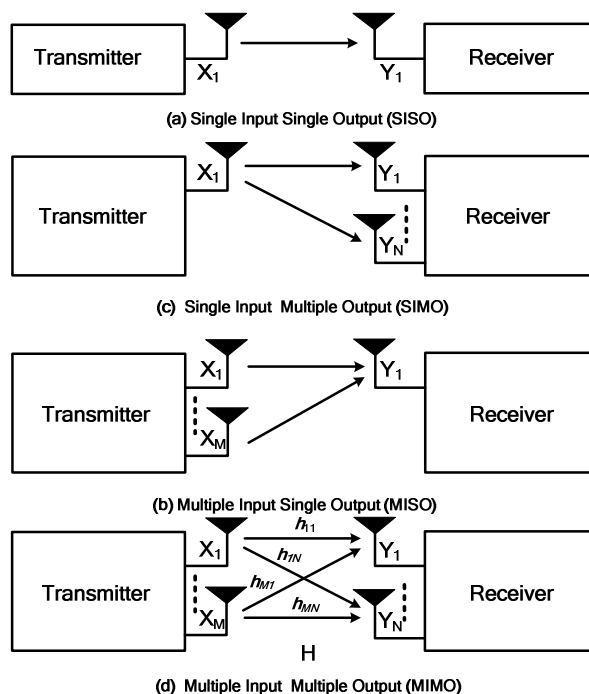 Transmitter X1 Y1 Receiver
(a) Single Input Single Output (SISO)
X1 Y1
Transmitter Receiver
YN
(c) Single Input Multiple Output (SIMO)
X1 Y1
Transmitter Receiver
XM
(b) Multiple Input Single Output (MISO)
h11
X1 h1N Y1
Transmitter Receiver
hM1
XM hMN YN
H
(d) Multiple Input Multiple Output (MIMO)